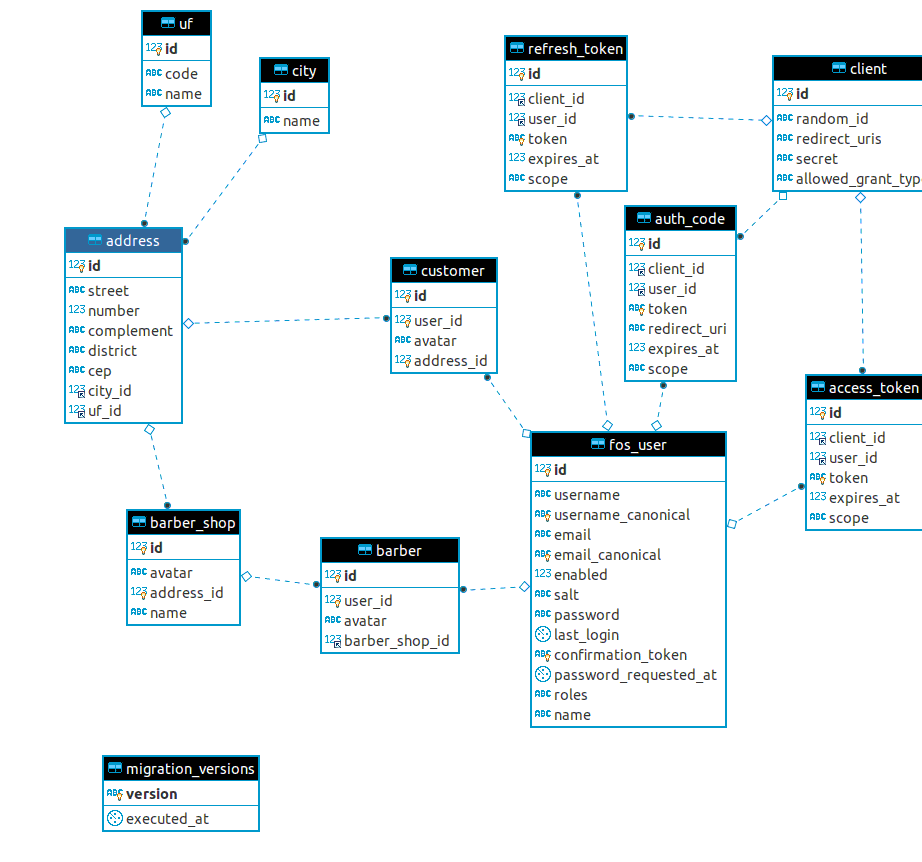 uf
id
code
name
city
id
name
refresh_token
id
client_id
user_id
token
expires_at
scope
client
id
random_id
redirect_uris
secret
allowed_grant_typ
auth_code
id
client_id
user_id
token
redirect_uri
expires_at
scope
address
id
street
number
complement
district
cep
city_id
uf_id
customer
id
user_id
avatar
address_id
access_token
id
client_id
user_id
token
expires_at
scope
fos_user
id
username
username_canonical
email
email_canonical
enabled
salt
password
last_login
confirmation_token
password_requested_at
roles
name
barber_shop
id
avatar
address_id
name
barber
id
user_id
avatar
barber_shop_id
migration_versions
version
executed_at